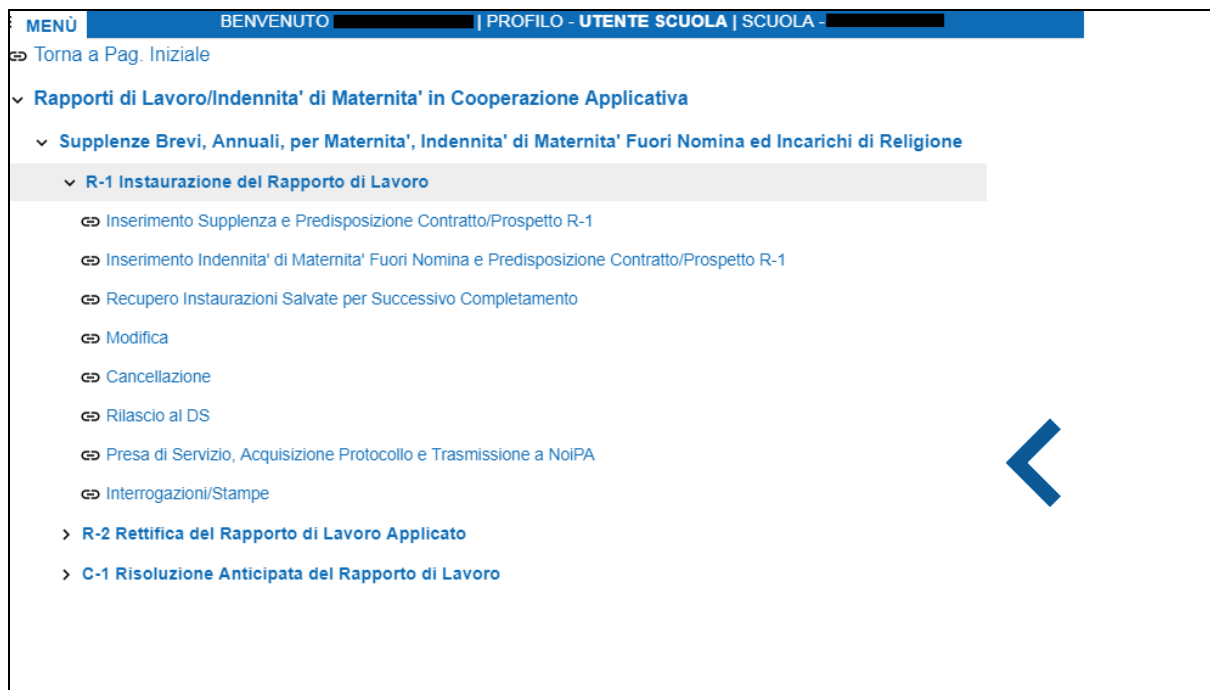 MENÙ BENVENUTO | PROFILO - UTENTE SCUOLA | SCUOLA -
Torna a Pag. Iniziale
Rapporti di Lavoro/Indennita' di Maternita' in Cooperazione Applicativa
Supplenze Brevi, Annuali, per Maternita', Indennita' di Maternita' Fuori Nomina ed Incarichi di Religione
R-1 Instaurazione del Rapporto di Lavoro
Inserimento Supplenza e Predisposizione Contratto/Prospetto R-1
Inserimento Indennita' di Maternita' Fuori Nomina e Predisposizione Contratto/Prospetto R-1
Recupero Instaurazioni Salvate per Successivo Completamento
Modifica
Cancellazione
Rilascio al DS
Presa di Servizio, Acquisizione Protocollo e Trasmissione a NoiPA
Interrogazioni/Stampe
R-2 Rettifica del Rapporto di Lavoro Applicato
C-1 Risoluzione Anticipata del Rapporto di Lavoro